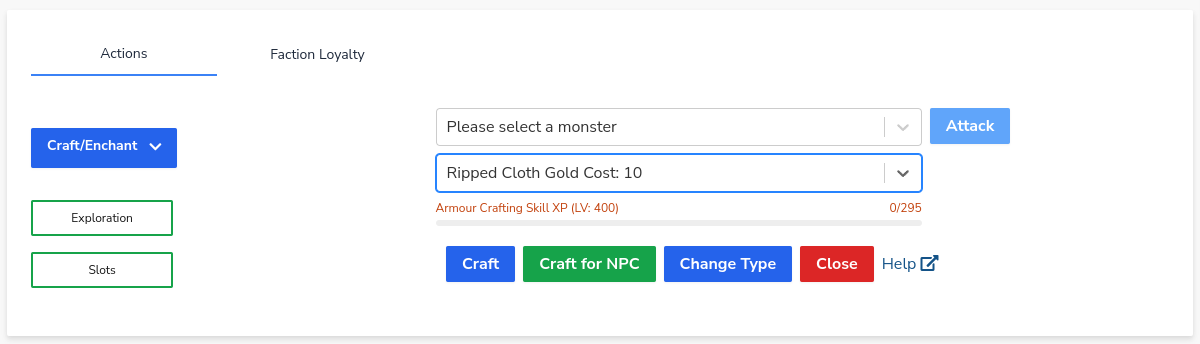 Actions
Faction Loyalty
Craft/Enchant
Exploration
Slots
Please select a monster
Attack
Ripped Cloth Gold Cost: 10
Armour Crafting Skill XP (LV: 400) 0/295
Craft
Craft for NPC
Change Type
Close
Help